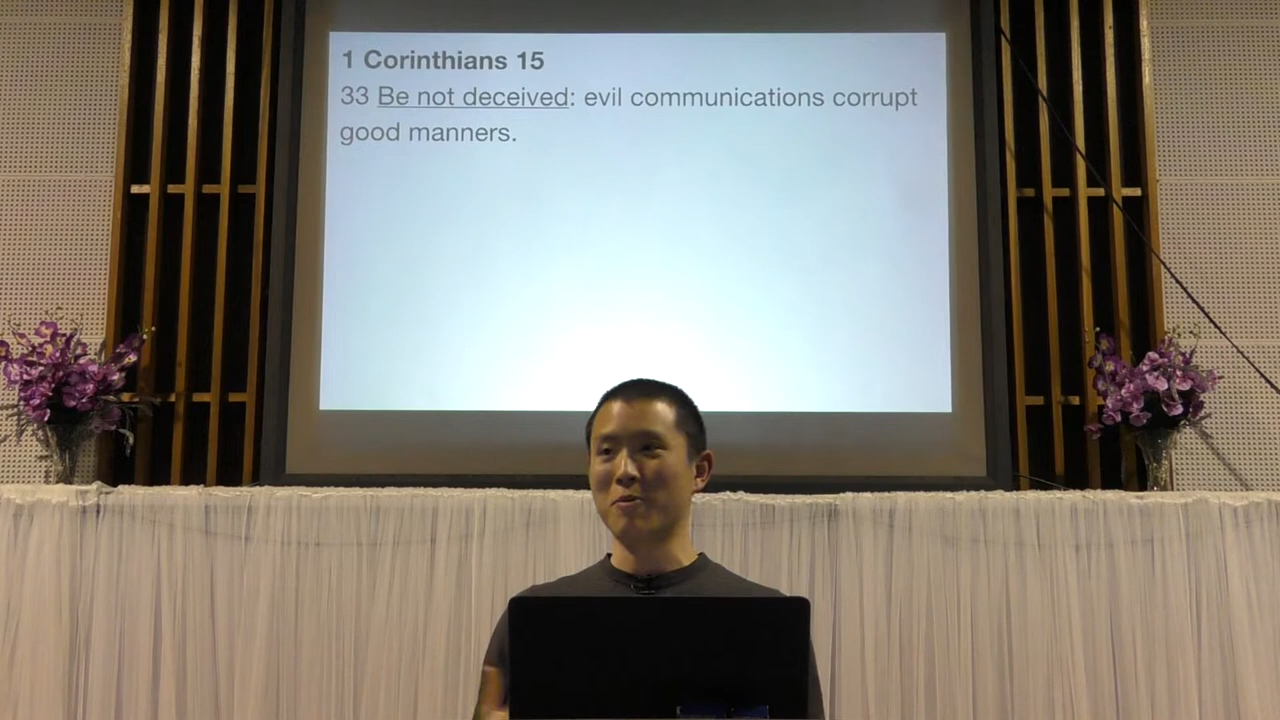 1 Corinthians 15
33 Be not deceived: evil communications corrupt
good manners.